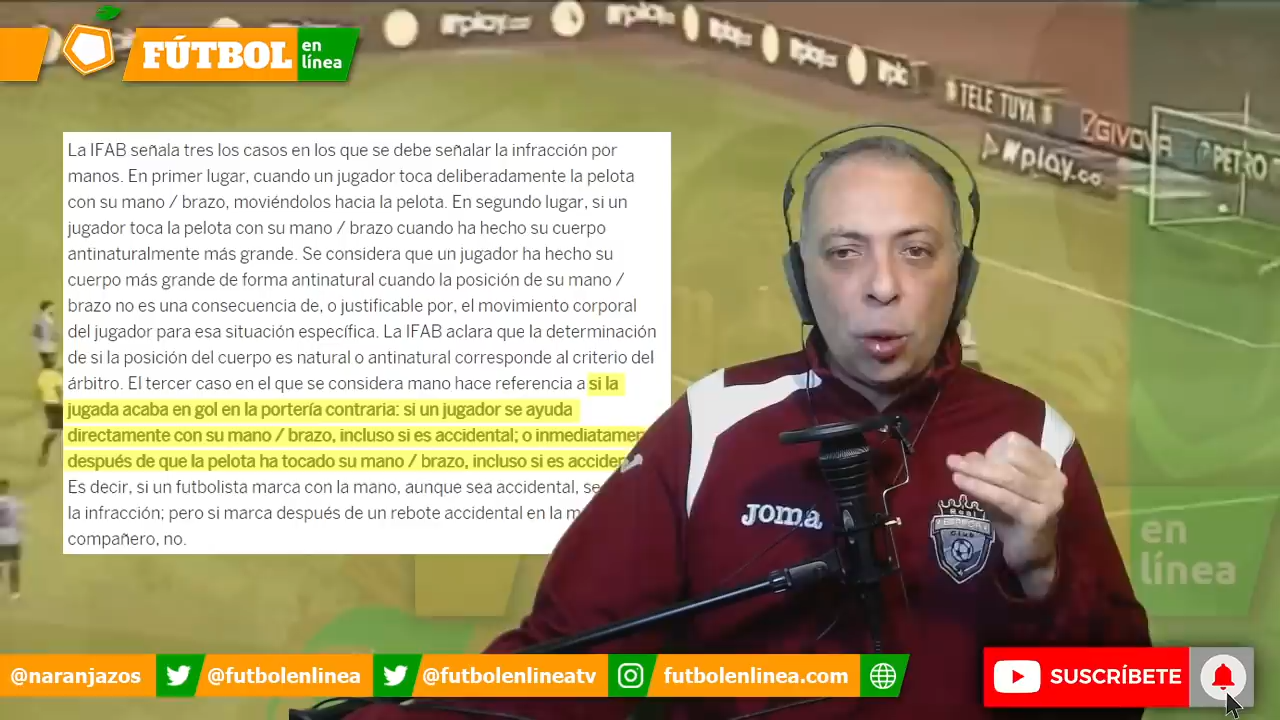 FÚTBOL
en
línea
play
play
play
TELE TUYA
GIVOVA
Wplay.co
PETRO
La IFAB señala tres los casos en los que se debe señalar la infracción por
manos. En primer lugar, cuando un jugador toca deliberadamente la pelota
con su mano / brazo, moviéndolos hacia la pelota. En segundo lugar, si un
jugador toca la pelota con su mano / brazo cuando ha hecho su cuerpo
antinaturamente más grande. Se considera que un jugador ha hecho su
cuerpo más grande de forma antinatural cuando la posición de su mano /
brazo no es una consecuencia de, o justificable por, el movimiento corporal
del jugador para esa situación específica. La IFAB aclara que la determinación
de si la posicion del cuerpo es natural o antinatural corresponde al criterio del
árbitro. El tercer caso en el que se considera mano hace referencia a si la
jugada acaba en gol en la portería contraria: si un jugador se ayuda
directamente con su mano / brazo, incluso si es accidental; o inmediatamen
después de que la pelota ha tocado su mano / brazo, incluso si es acciden
Es decir, si un futbolista marca con la mano, aunque sea accidental, se
la infraccin; pero si marca después de un rebote accidental en la m
compañero, no.
Joma
en
línea
@naranjazos
@futbolenlinea
@futbolenlineatv
futbolenlinea.com
SUSCRÍBETE